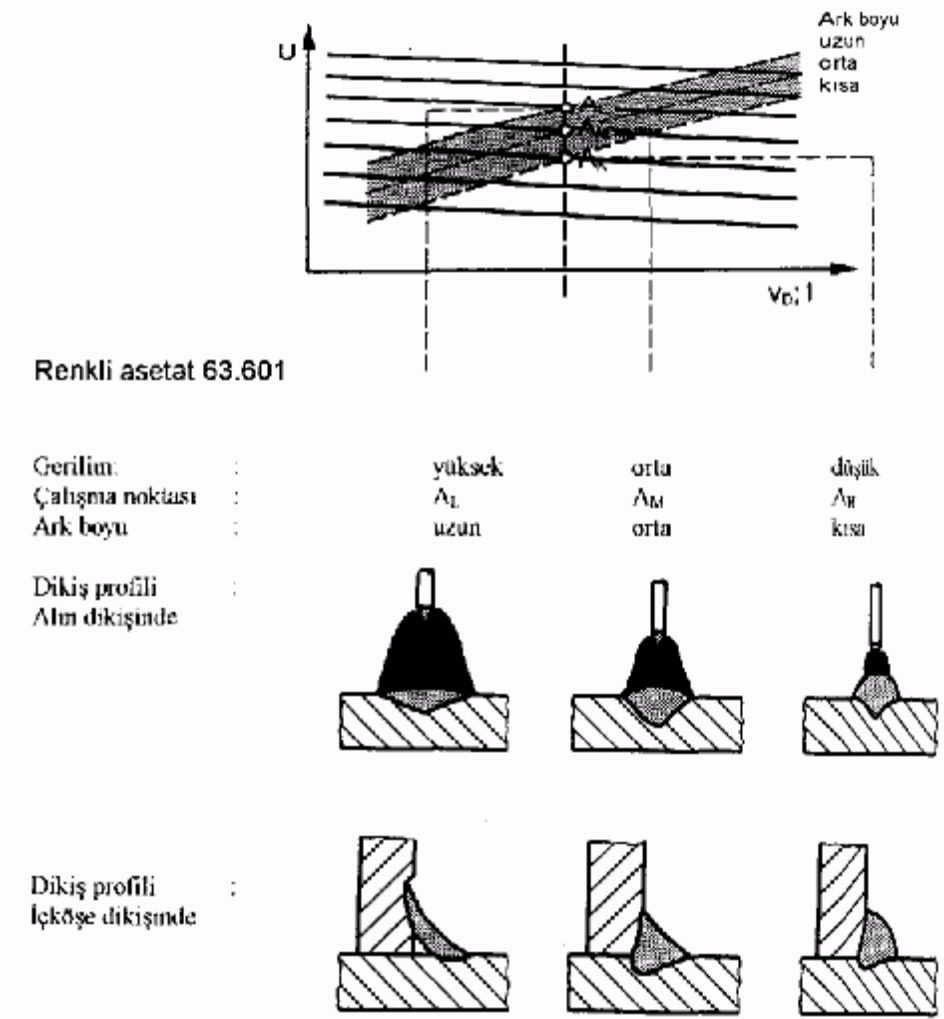 Ark boyu
uzun
orta
kısa
U
v_D; I
Renkli asetat 63.601
Gerilim: : yüksek orta düşük
Çalışma noktası : A_L A_M A_K
Ark boyu : uzun orta kısa
Dikiş profili :
Alın dikişinde
Dikiş profili :
İçköşe dikişinde